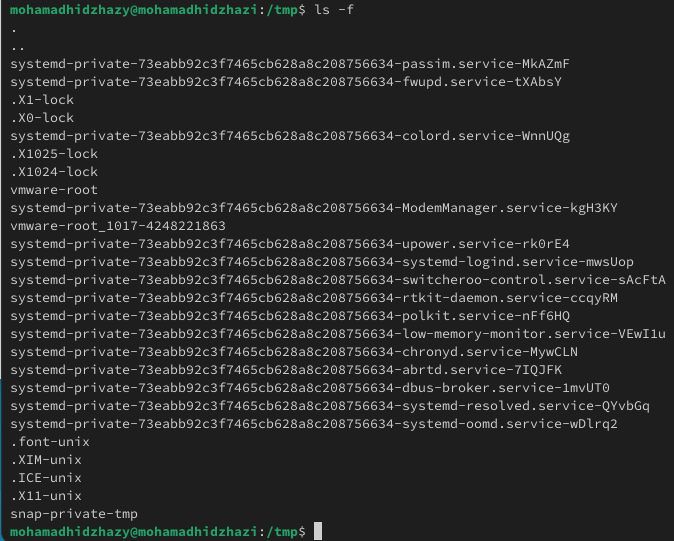 mohamadhidzhazy@mohamadhidzhazi:/tmp$ ls -f
.
..
systemd-private-73eabb92c3f7465cb628a8c208756634-passim.service-MkAZmF
systemd-private-73eabb92c3f7465cb628a8c208756634-fwupd.service-tXAbsY
.X1-lock
.X0-lock
systemd-private-73eabb92c3f7465cb628a8c208756634-colord.service-WnnUQg
.X1025-lock
.X1024-lock
vmware-root
systemd-private-73eabb92c3f7465cb628a8c208756634-ModemManager.service-kgH3KY
vmware-root_1017-4248221863
systemd-private-73eabb92c3f7465cb628a8c208756634-upower.service-rk0rE4
systemd-private-73eabb92c3f7465cb628a8c208756634-systemd-logind.service-mwsUop
systemd-private-73eabb92c3f7465cb628a8c208756634-switcheroo-control.service-sAcFtA
systemd-private-73eabb92c3f7465cb628a8c208756634-rtkit-daemon.service-ccqyRM
systemd-private-73eabb92c3f7465cb628a8c208756634-polkit.service-nFf6HQ
systemd-private-73eabb92c3f7465cb628a8c208756634-low-memory-monitor.service-VEwI1u
systemd-private-73eabb92c3f7465cb628a8c208756634-chronyd.service-MywCLN
systemd-private-73eabb92c3f7465cb628a8c208756634-abrtd.service-7IQJFK
systemd-private-73eabb92c3f7465cb628a8c208756634-dbus-broker.service-1mvUT0
systemd-private-73eabb92c3f7465cb628a8c208756634-systemd-resolved.service-QYvbGq
systemd-private-73eabb92c3f7465cb628a8c208756634-systemd-oomd.service-wDlrq2
.font-unix
.XIM-unix
.ICE-unix
.X11-unix
snap-private-tmp
mohamadhidzhazy@mohamadhidzhazi:/tmp$